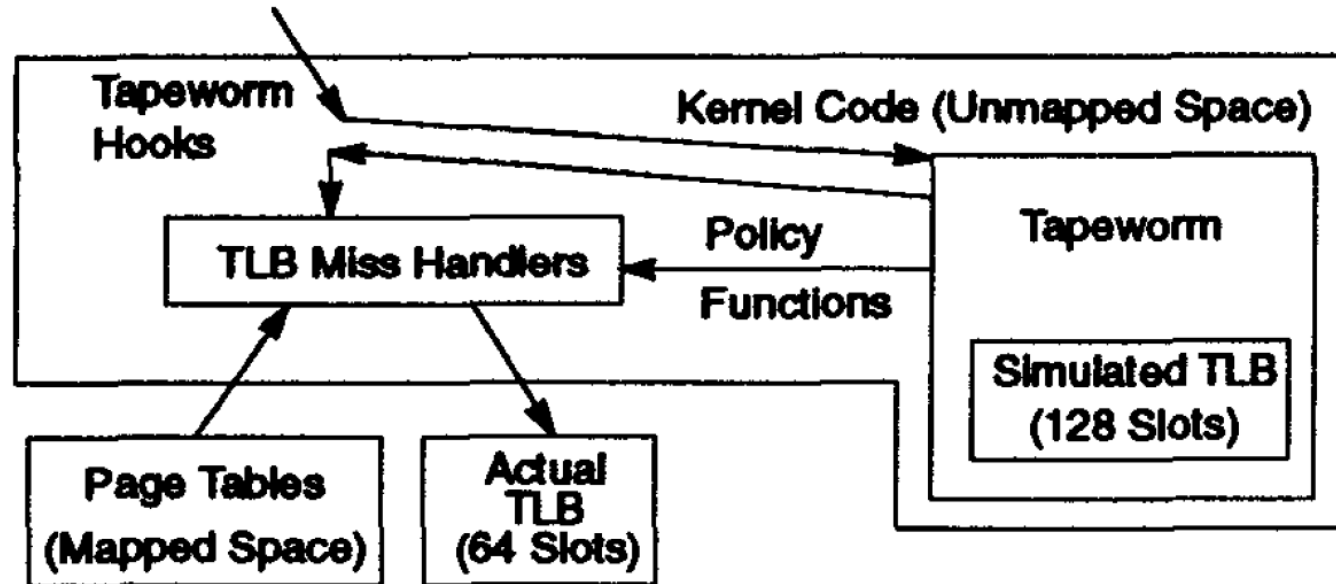 Tapeworm
Hooks
Kernel Code (Unmapped Space)
TLB Miss Handlers
Policy
Functions
Tapeworm
Simulated TLB
(128 Slots)
Page Tables
(Mapped Space)
Actual
TLB
(64 Slots)